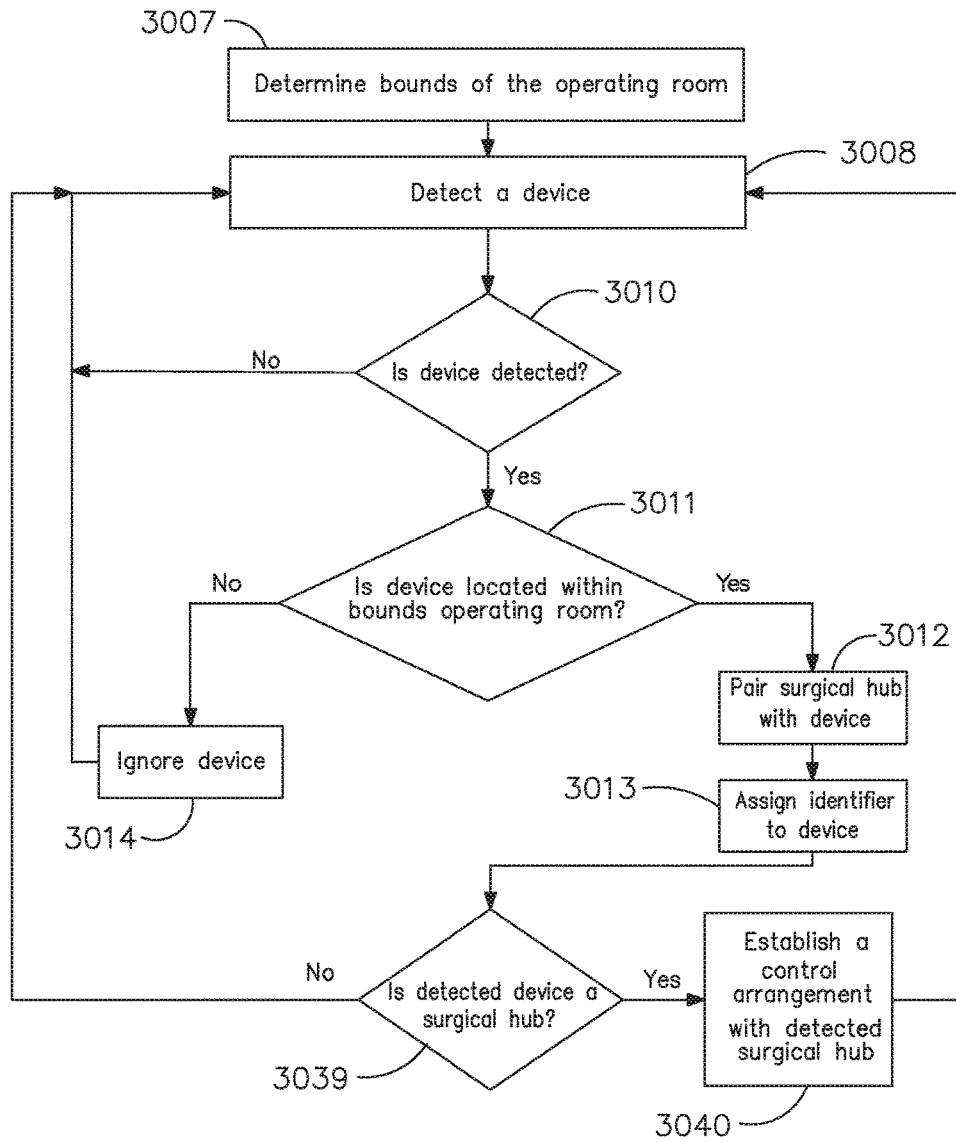 3007
Determine bounds of the operating room
3008
Detect a device
3010
No
Is device detected?
Yes
3011
No
Is device located within
bounds operating room?
Yes
3012
Pair surgical hub
with device
Ignore device
3014
3013
Assign identifier
to device
No
Is detected device a
surgical hub?
Yes
3039
Establish a
control
arrangement
with detected
surgical hub
3040